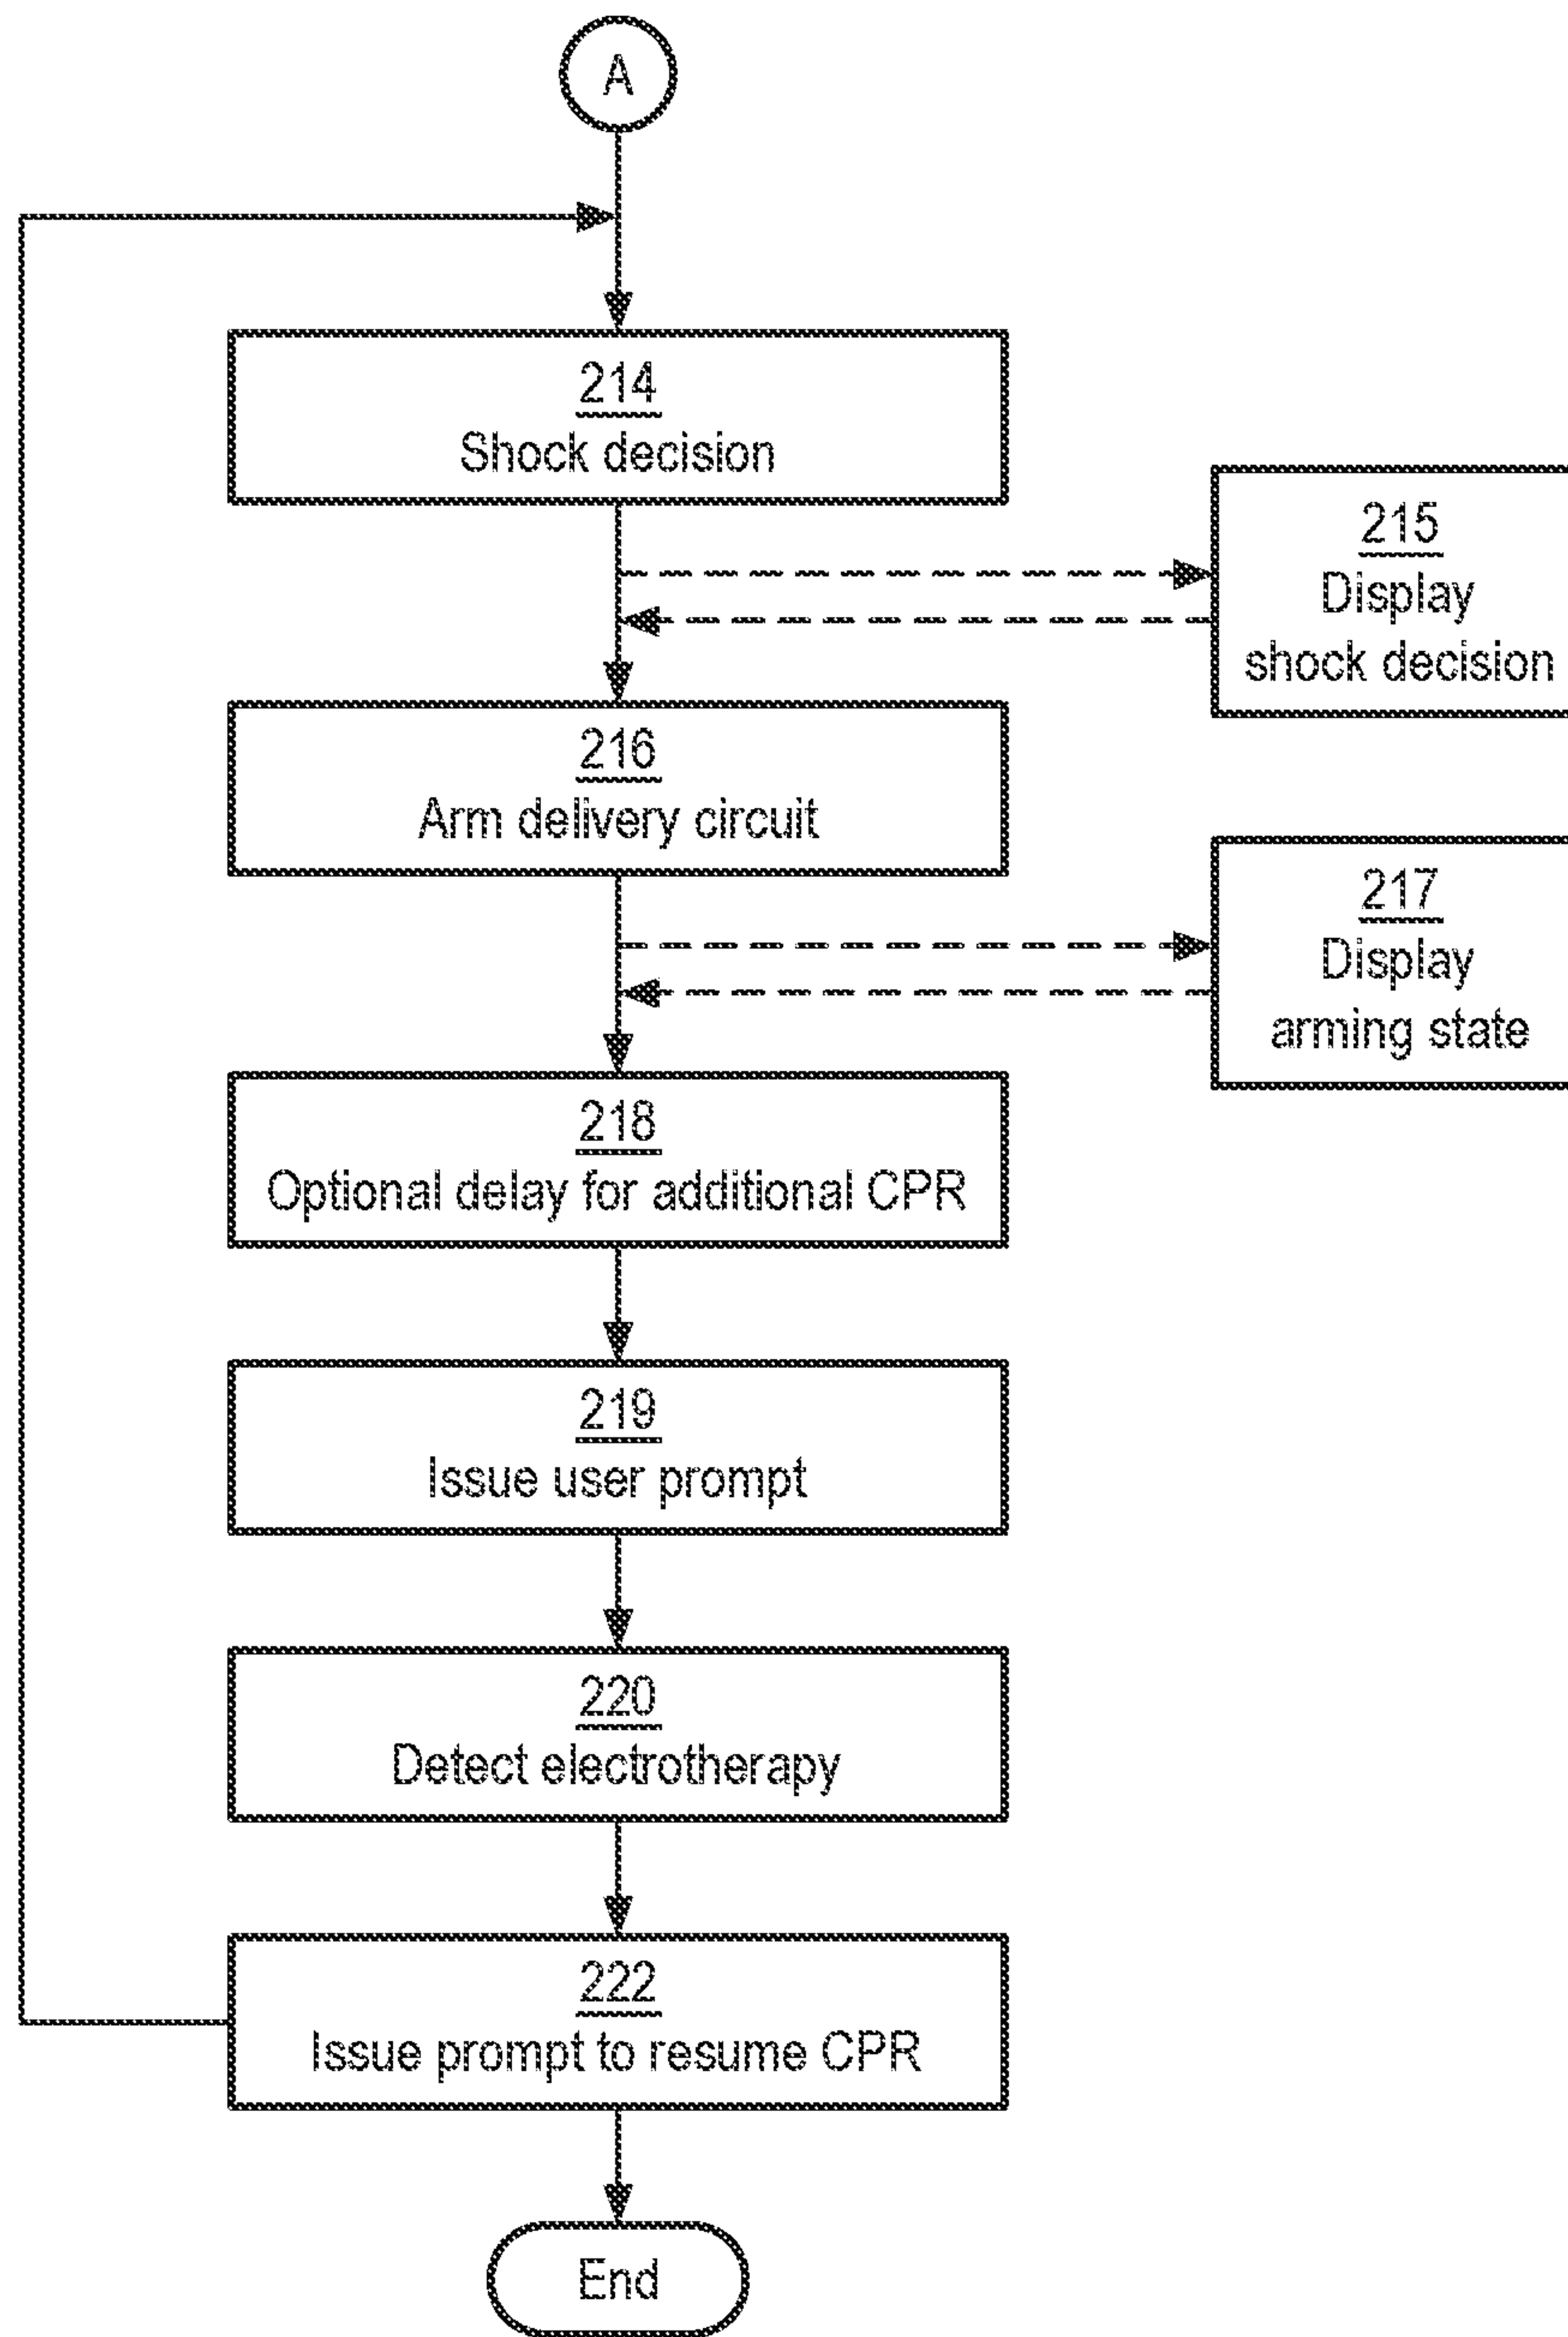 A
214
Shock decision
215
Display
shock decision
216
Arm delivery circuit
217
Display
arming state
218
Optional delay for additional CPR
219
Issue user prompt
220
Detect electrotherapy
222
Issue prompt to resume CPR
End